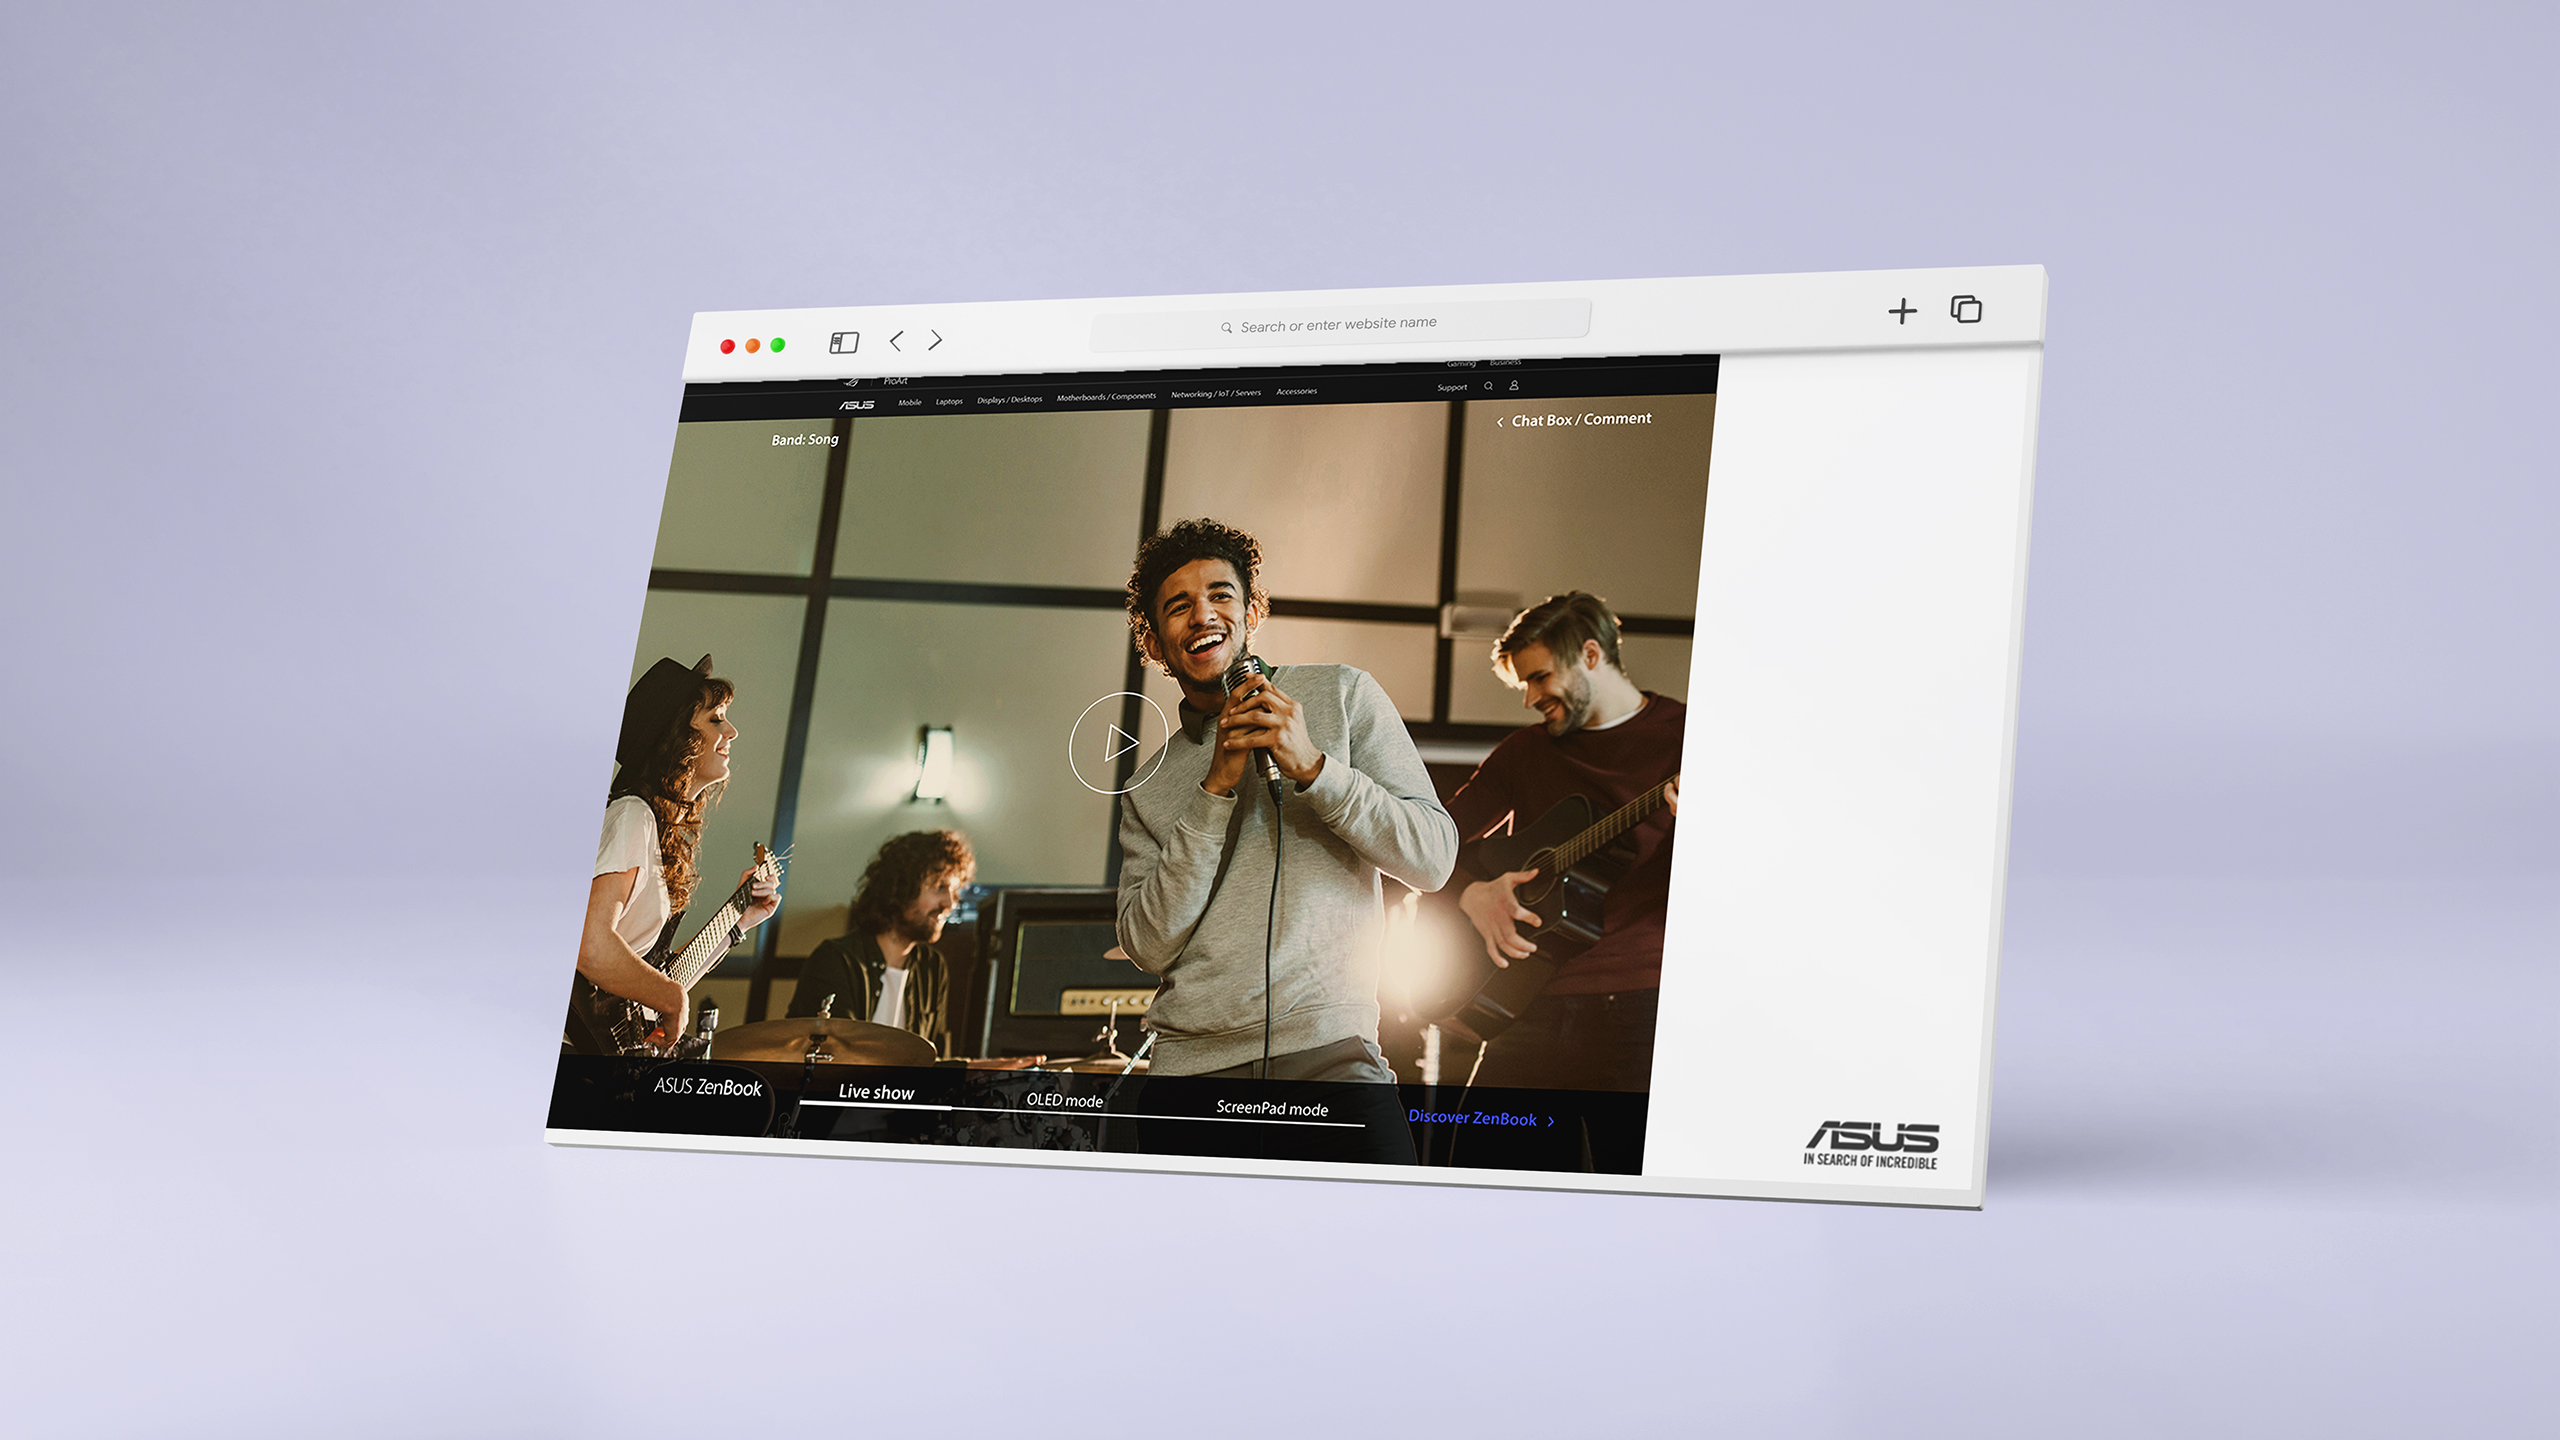 Search or enter website name
Gaming Business
ProArt
ASUS Mobile Laptops Displays / Desktops Motherboards / Components Networking / IoT / Servers Accessories Support
Band: Song
Chat Box / Comment
ASUS ZenBook
Live show
OLED mode
ScreenPad mode
Discover ZenBook
ASUS
IN SEARCH OF INCREDIBLE